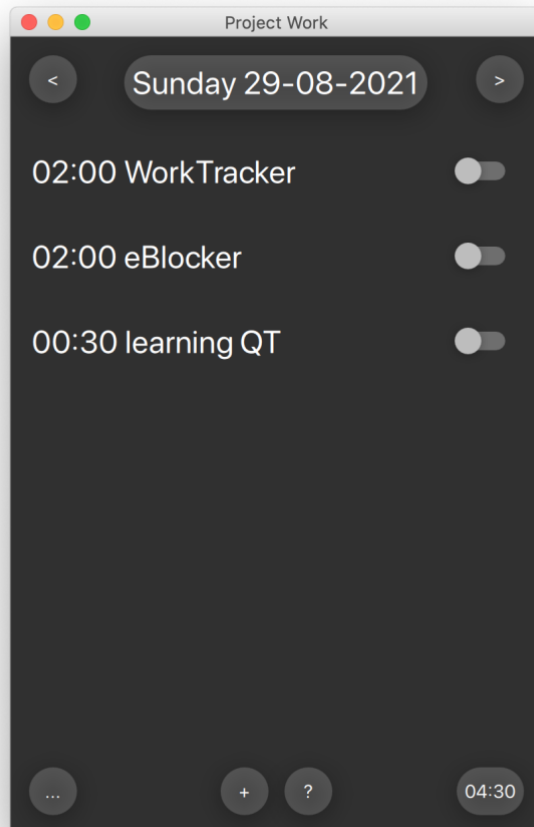 Project Work
< Sunday 29-08-2021 >
02:00 WorkTracker
02:00 eBlocker
00:30 learning QT
... + ? 04:30